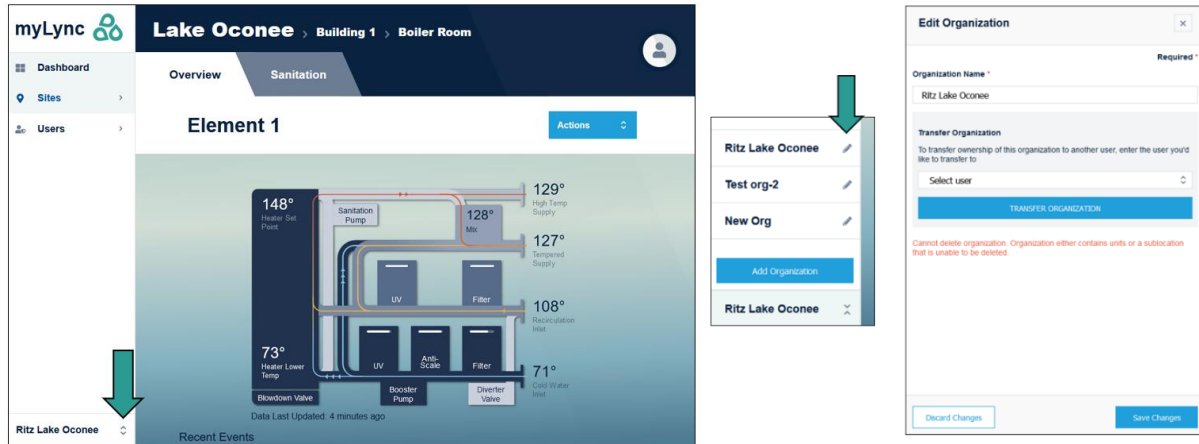 myLync
Dashboard
Sites
Users
Ritz Lake Oconee
Lake Oconee > Building 1 > Boiler Room
Overview
Sanitation
Element 1
Actions
148°
Heater Set
Point
Sanitation
Pump
128°
Mix
129°
High Temp
Supply
127°
Tempered
Supply
UV
Filter
108°
Recirculation
Inlet
73°
Heater Lower
Temp
UV
Anti-
Scale
Filter
71°
Cold Water
Inlet
Blowdown Valve
Booster
Pump
Diverter
Valve
Data Last Updated: 4 minutes ago
Recent Events
Ritz Lake Oconee
Test org-2
New Org
Add Organization
Ritz Lake Oconee
Edit Organization
Required *
Organization Name *
Ritz Lake Oconee
Transfer Organization
To transfer ownership of this organization to another user, enter the user you'd
like to transfer to
Select user
TRANSFER ORGANIZATION
Cannot delete organization. Organization either contains units or a sublocation
that is unable to be deleted.
Discard Changes
Save Changes